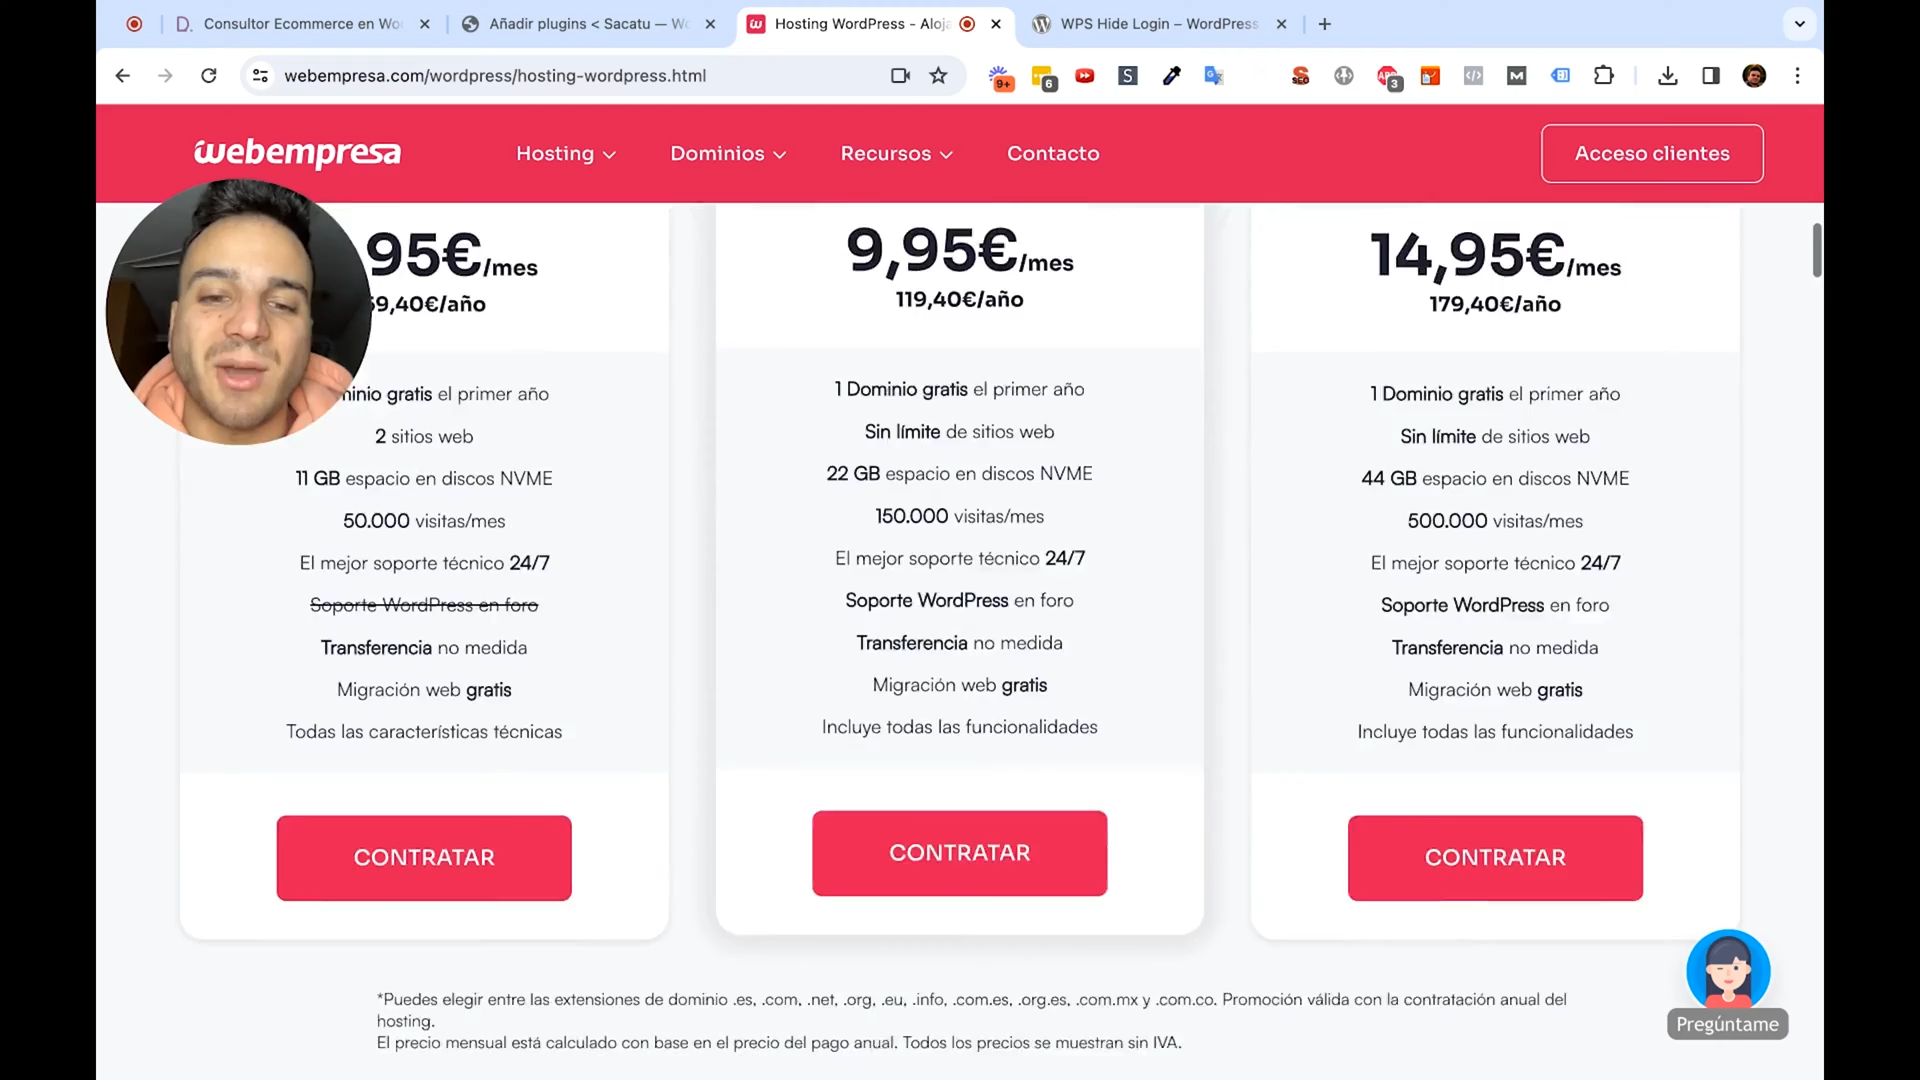 Consultor Ecommerce en Wo
Añadir plugins < Sacatu — Wo
Hosting WordPress - Aloja
WPS Hide Login – WordPress
webempresa.com/wordpress/hosting-wordpress.html
9+
6
S
SEO
ABP
3
M
webempresa
Hosting
Dominios
Recursos
Contacto
Acceso clientes
95€/mes
59,40€/año
9,95€/mes
119,40€/año
14,95€/mes
179,40€/año
inio gratis el primer año
2 sitios web
11 GB espacio en discos NVME
50.000 visitas/mes
El mejor soporte técnico 24/7
Soporte WordPress en foro
Transferencia no medida
Migración web gratis
Todas las características técnicas
CONTRATAR
1 Dominio gratis el primer año
Sin límite de sitios web
22 GB espacio en discos NVME
150.000 visitas/mes
El mejor soporte técnico 24/7
Soporte WordPress en foro
Transferencia no medida
Migración web gratis
Incluye todas las funcionalidades
CONTRATAR
1 Dominio gratis el primer año
Sin límite de sitios web
44 GB espacio en discos NVME
500.000 visitas/mes
El mejor soporte técnico 24/7
Soporte WordPress en foro
Transferencia no medida
Migración web gratis
Incluye todas las funcionalidades
CONTRATAR
*Puedes elegir entre las extensiones de dominio .es, .com, .net, .org, .eu, .info, .com.es, .org.es, .com.mx y .com.co. Promoción válida con la contratación anual del
hosting.
El precio mensual está calculado con base en el precio del pago anual. Todos los precios se muestran sin IVA.
Pregúntame